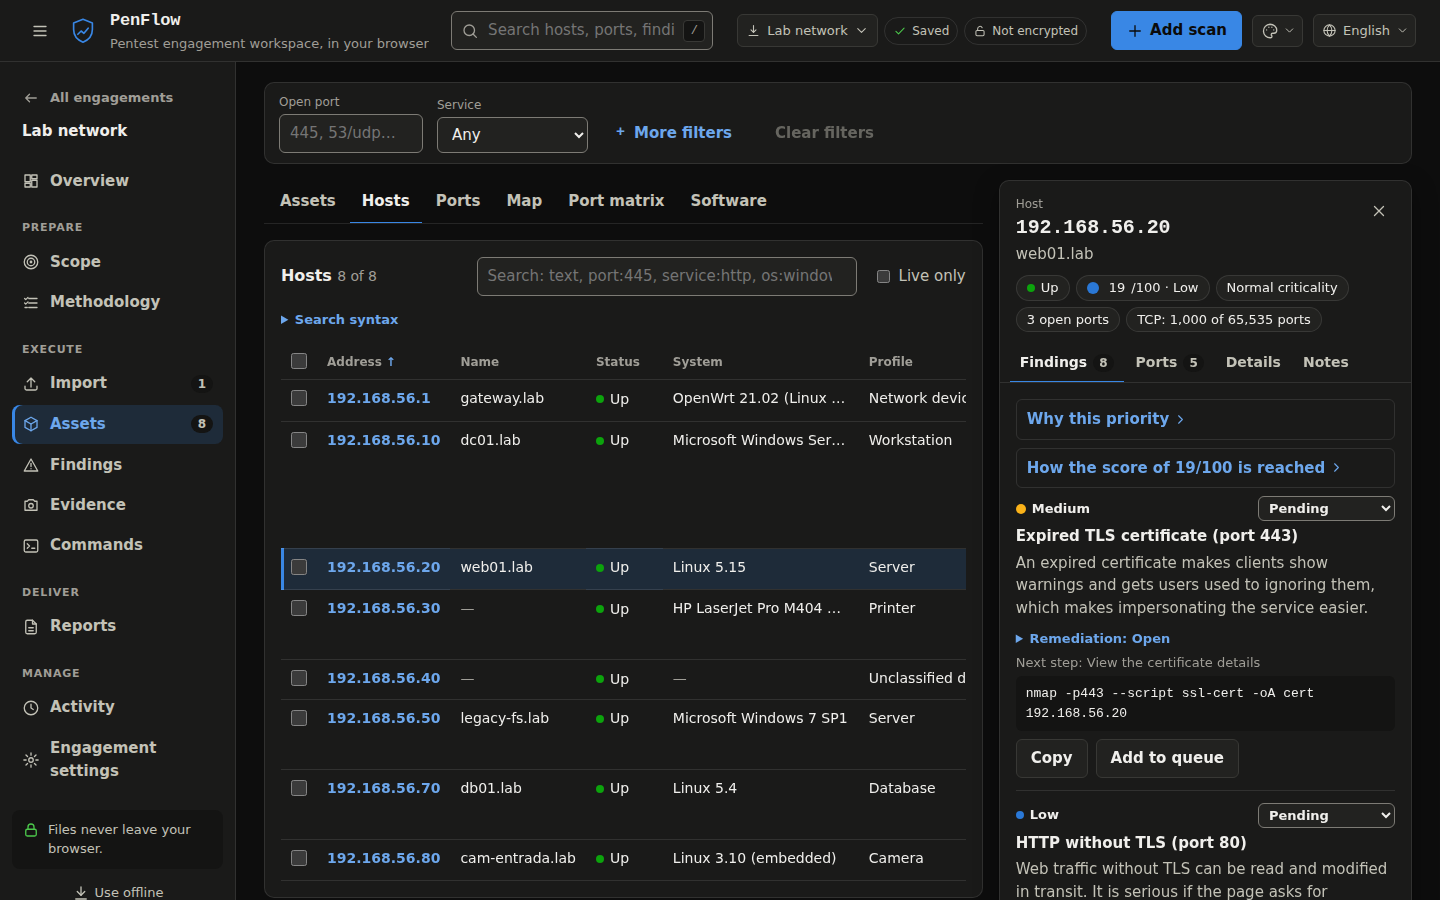 PenFlow
Pentest engagement workspace, in your browser
Search hosts, ports, findi
/
Lab network
Saved
Not encrypted
Add scan
English
All engagements
Lab network
Overview
PREPARE
Scope
Methodology
EXECUTE
Import 1
Assets 8
Findings
Evidence
Commands
DELIVER
Reports
MANAGE
Activity
Engagement
settings
Files never leave your
browser.
Use offline
Open port
445, 53/udp...
Service
Any
+ More filters
Clear filters
Assets Hosts Ports Map Port matrix Software
Hosts 8 of 8
Search: text, port:445, service:http, os:window
Live only
Search syntax
Address ↑ Name Status System Profile
192.168.56.1 gateway.lab Up OpenWrt 21.02 (Linux ... Network devic
192.168.56.10 dc01.lab Up Microsoft Windows Ser... Workstation
192.168.56.20 web01.lab Up Linux 5.15 Server
192.168.56.30 — Up HP LaserJet Pro M404 ... Printer
192.168.56.40 — Up — Unclassified d
192.168.56.50 legacy-fs.lab Up Microsoft Windows 7 SP1 Server
192.168.56.70 db01.lab Up Linux 5.4 Database
192.168.56.80 cam-entrada.lab Up Linux 3.10 (embedded) Camera
Host
192.168.56.20
web01.lab
Up
19 /100 · Low
Normal criticality
3 open ports
TCP: 1,000 of 65,535 ports
Findings 8 Ports 5 Details Notes
Why this priority
How the score of 19/100 is reached
Medium
Pending
Expired TLS certificate (port 443)
An expired certificate makes clients show
warnings and gets users used to ignoring them,
which makes impersonating the service easier.
Remediation: Open
Next step: View the certificate details
nmap -p443 --script ssl-cert -oA cert
192.168.56.20
Copy
Add to queue
Low
Pending
HTTP without TLS (port 80)
Web traffic without TLS can be read and modified
in transit. It is serious if the page asks for